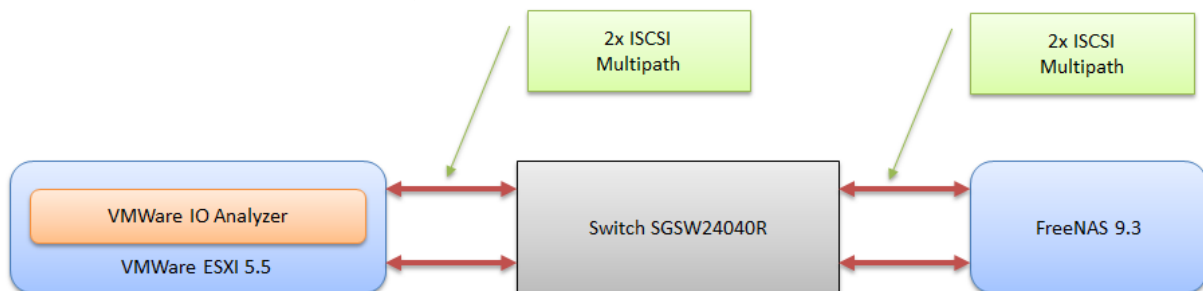 2x ISCSI
Multipath
2x ISCSI
Multipath
VMWare IO Analyzer
VMWare ESXI 5.5
Switch SGSW24040R
FreeNAS 9.3